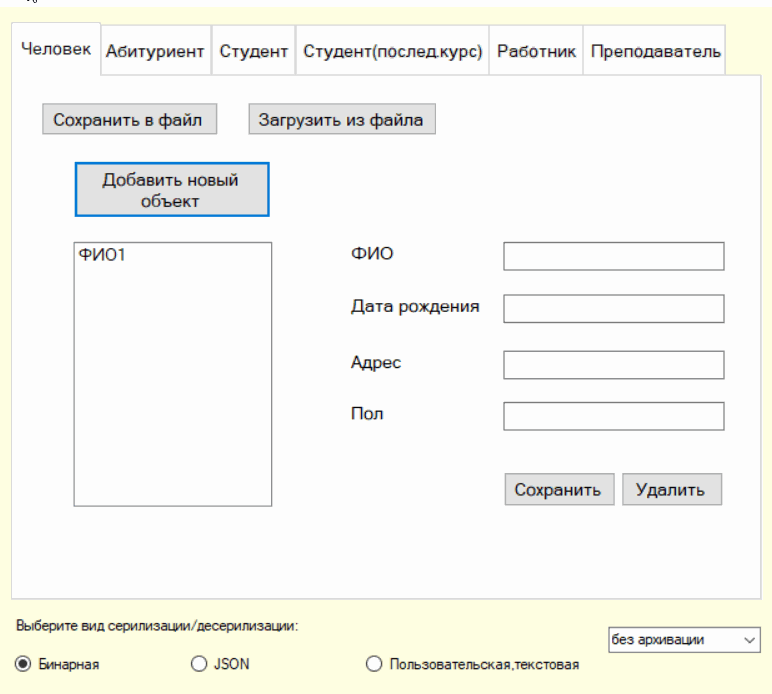 Человек Абитуриент Студент Студент(послед.курс) Работник Преподаватель
Сохранить в файл Загрузить из файла
Добавить новый
объект
ФИО1 ФИО
Дата рождения
Адрес
Пол
Сохранить Удалить
Выберите вид серилизации/десерилизации:
без архивации
Бинарная JSON Пользовательская,текстовая